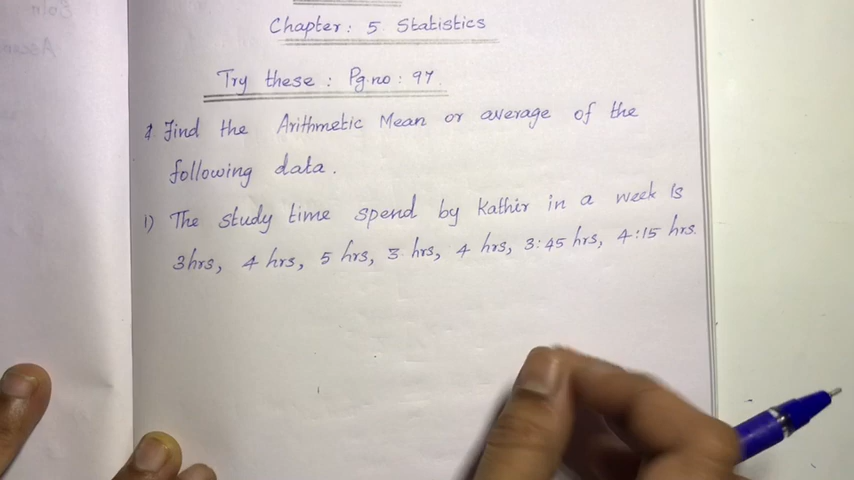 Chapter: 5 Statistics
Try these: Pg.no: 97
Find the Arithmetic Mean or average of the
following data.
1) The study time spend by Kathir in a week is
3hrs, 4 hrs, 5 hrs, 3 hrs, 4 hrs, 3:45 hrs, 4:15 hrs.